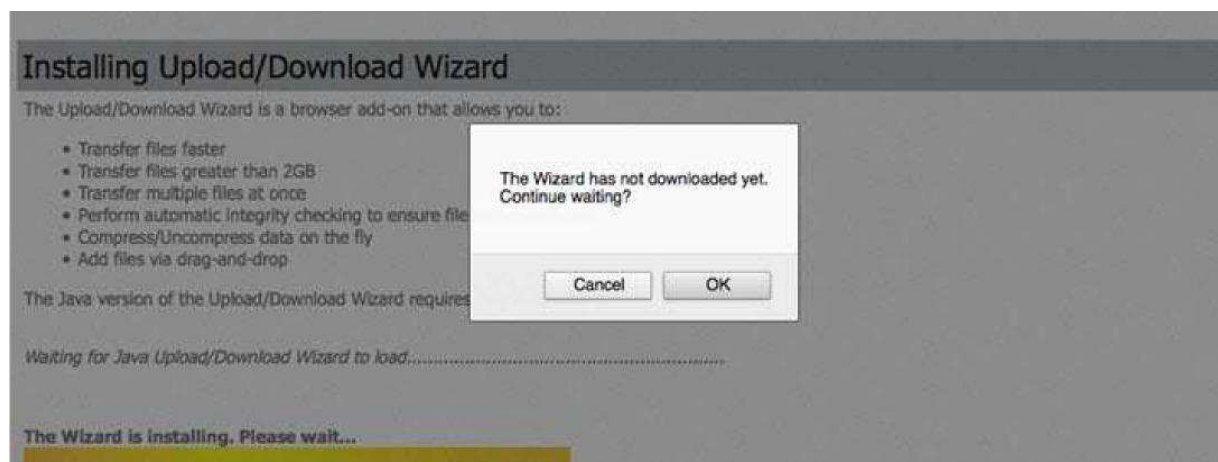 Installing Upload/Download Wizard
The Upload/Download Wizard is a browser add-on that allows you to:
• Transfer files faster
• Transfer files greater than 2GB
• Transfer multiple files at once
• Perform automatic integrity checking to ensure file
• Compress/Uncompress data on the fly
• Add files via drag-and-drop
The Java version of the Upload/Download Wizard requires
Waiting for Java Upload/Download Wizard to load............................................................
The Wizard is installing. Please wait...
The Wizard has not downloaded yet.
Continue waiting?
Cancel
OK